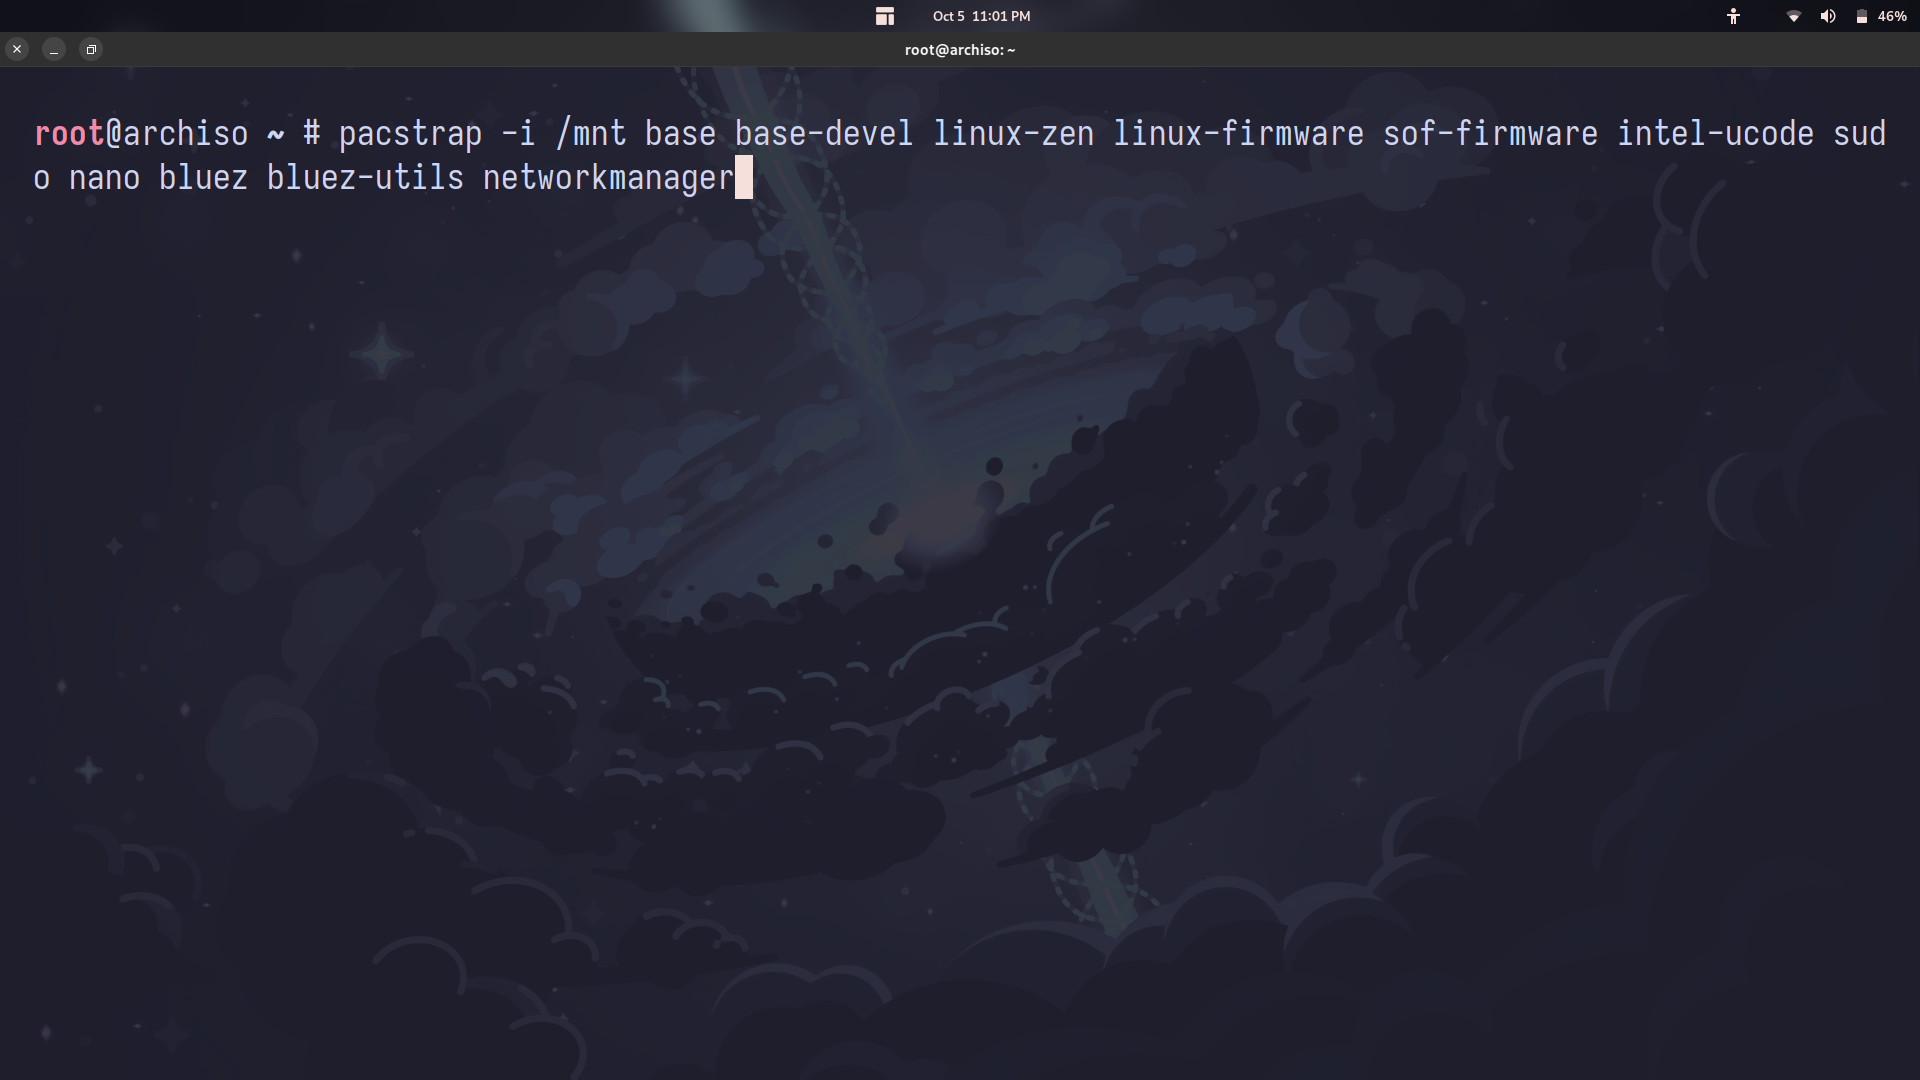 Oct 5 11:01 PM
46%
root@archiso: ~
root@archiso ~ # pacstrap -i /mnt base base-devel linux-zen linux-firmware sof-firmware intel-ucode sud
o nano bluez bluez-utils networkmanager